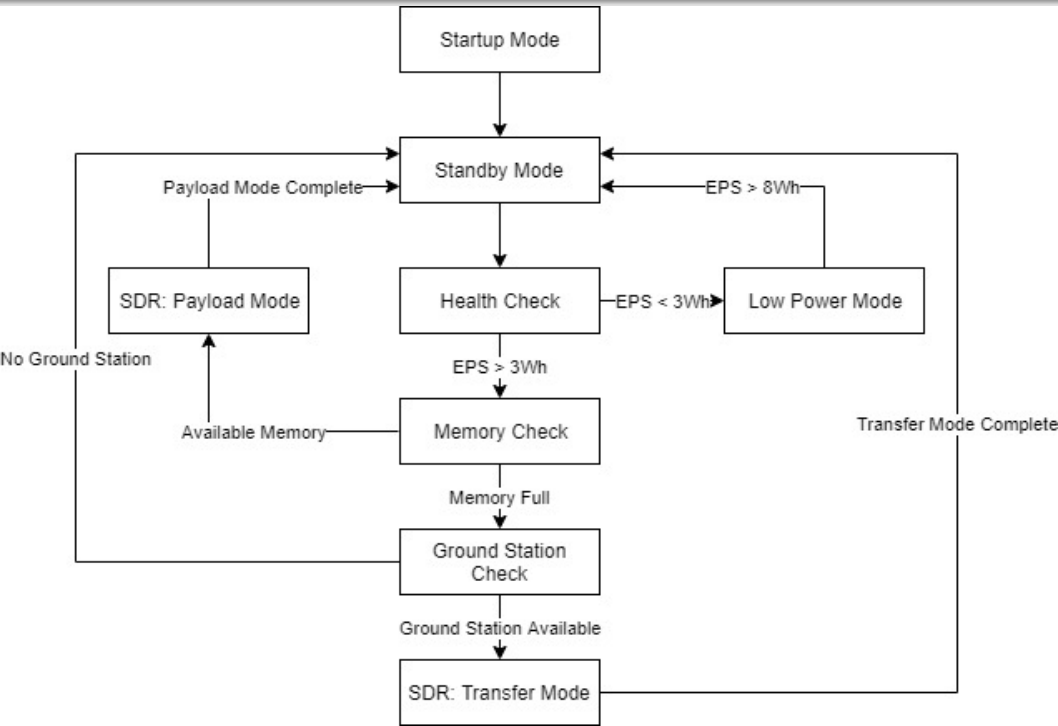 Startup Mode
Standby Mode
Payload Mode Complete
EPS > 8Wh
SDR: Payload Mode
Health Check
EPS < 3Wh
Low Power Mode
No Ground Station
EPS > 3Wh
Available Memory
Memory Check
Transfer Mode Complete
Memory Full
Ground Station
Check
Ground Station Available
SDR: Transfer Mode